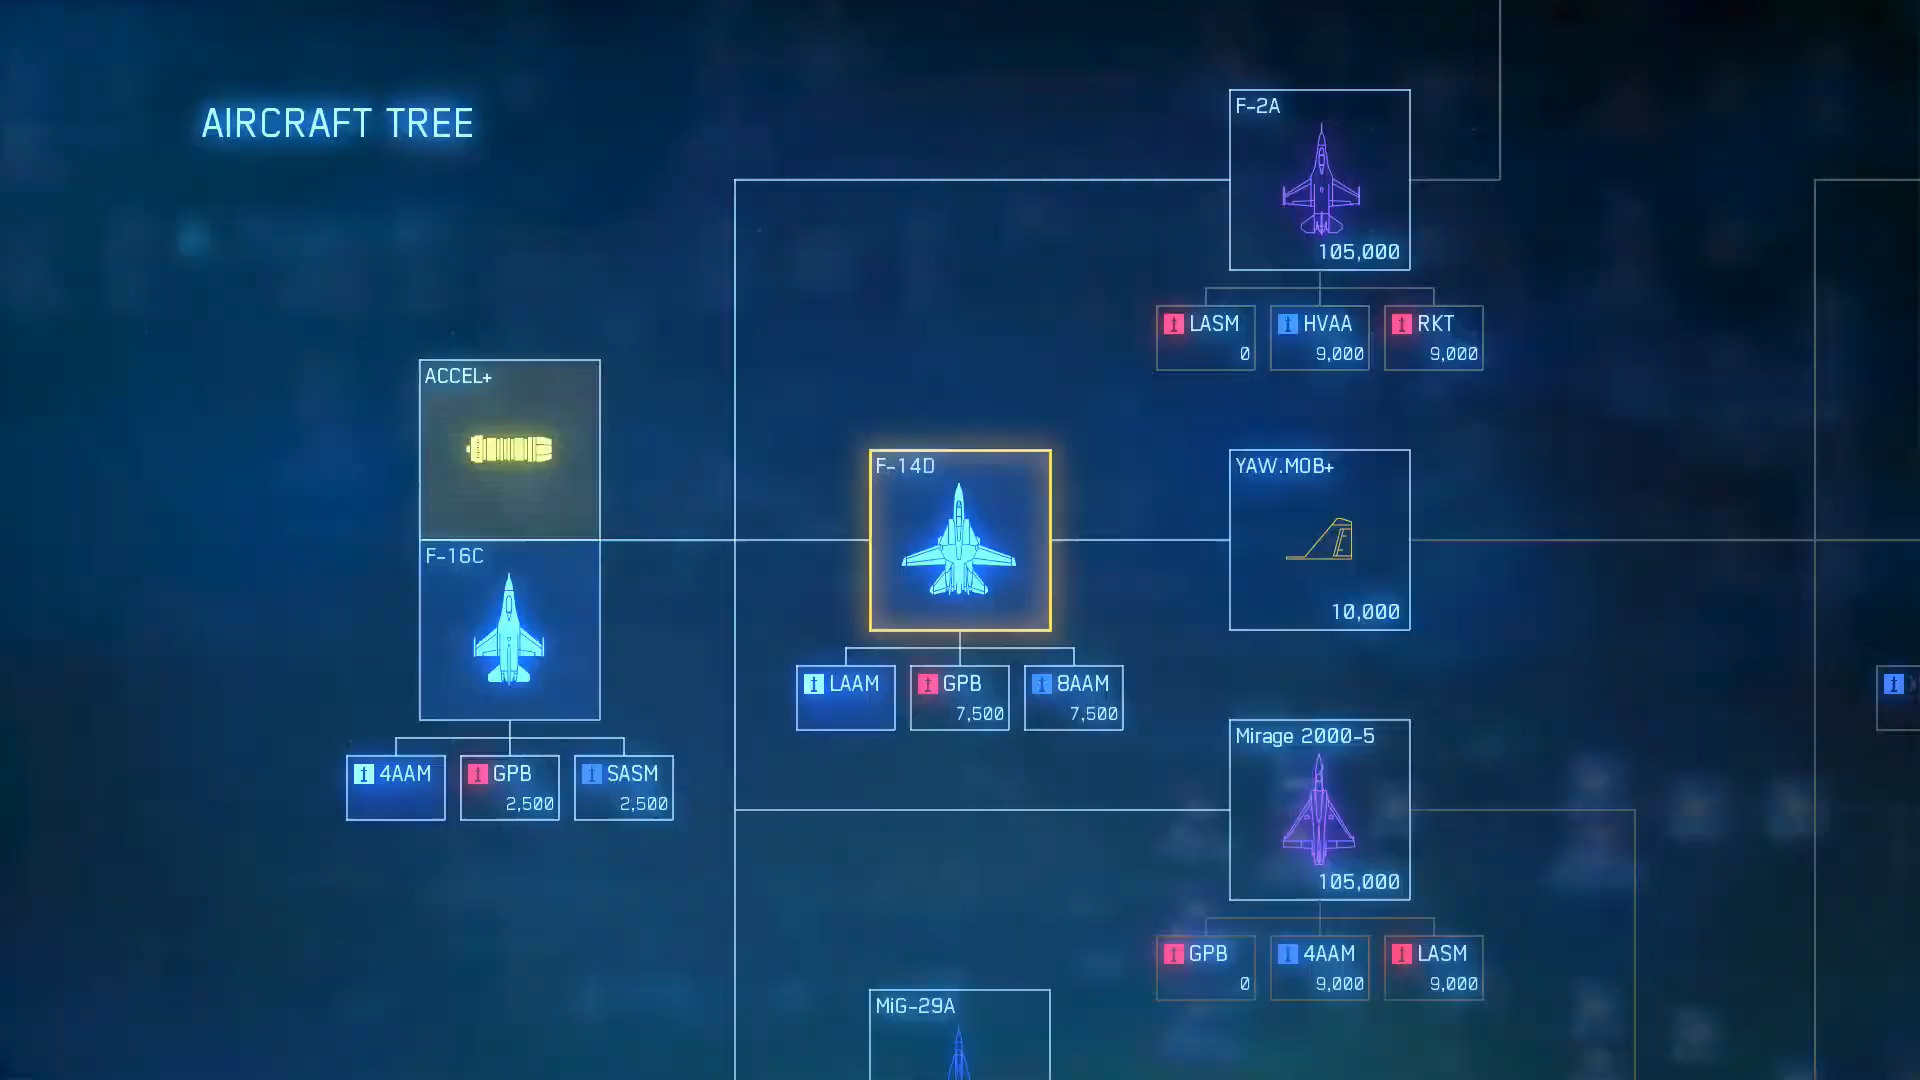 AIRCRAFT TREE
F-2A
105,000
LASM
0
HVAA
9,000
RKT
9,000
ACCEL+
F-16C
4AAM
GPB
2,500
SASM
2,500
F-14D
LAAM
GPB
7,500
8AAM
7,500
YAW.MOB+
10,000
Mirage 2000-5
105,000
GPB
0
4AAM
9,000
LASM
9,000
MiG-29A